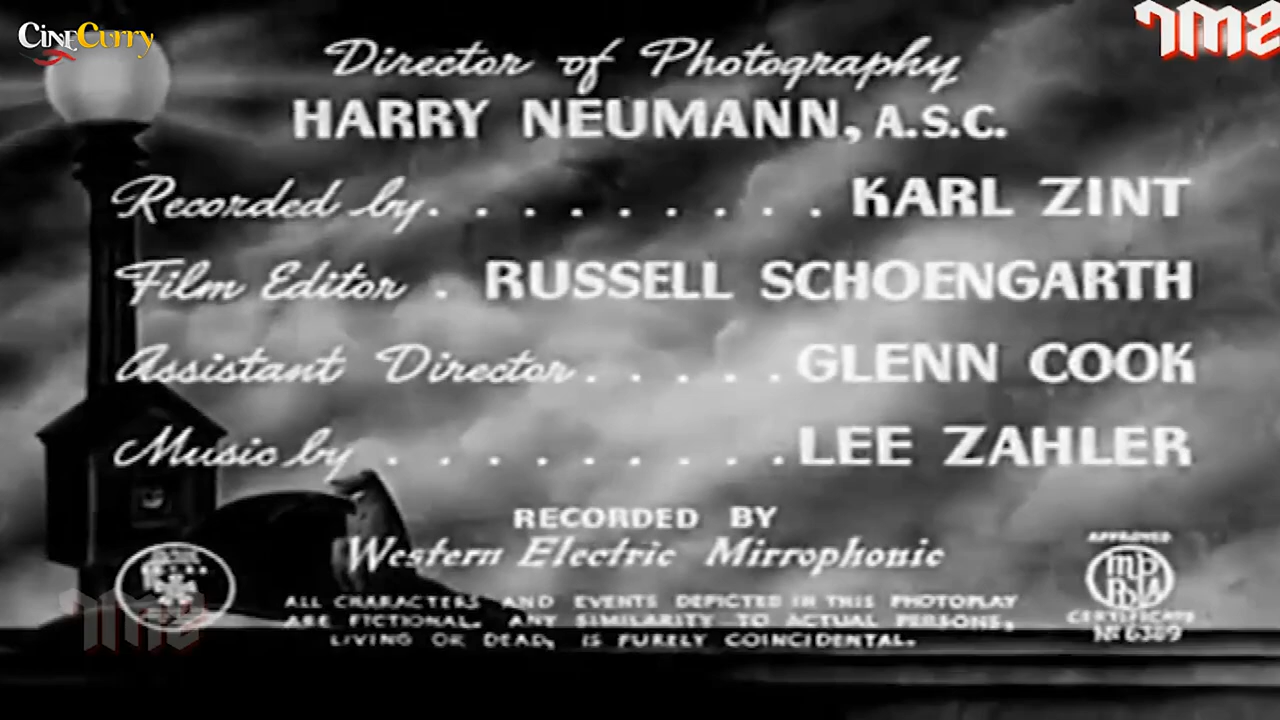 CINECURRY
Director of Photography
HARRY NEUMANN, A.S.C.
Recorded by. . . . . . . . . . KARL ZINT
Film Editor . RUSSELL SCHOENGARTH
Assistant Director. . . . . GLENN COOK
Music by . . . . . . . . . LEE ZAHLER
RECORDED BY
Western Electric Mirrophonic
ALL CHARACTERS AND EVENTS DEPICTED IN THIS PHOTOPLAY
ARE FICTIONAL. ANY SIMILARITY TO ACTUAL PERSONS,
LIVING OR DEAD, IS PURELY COINCIDENTAL.
APPROVED
MPPDA
CERTIFICATE
No 6389